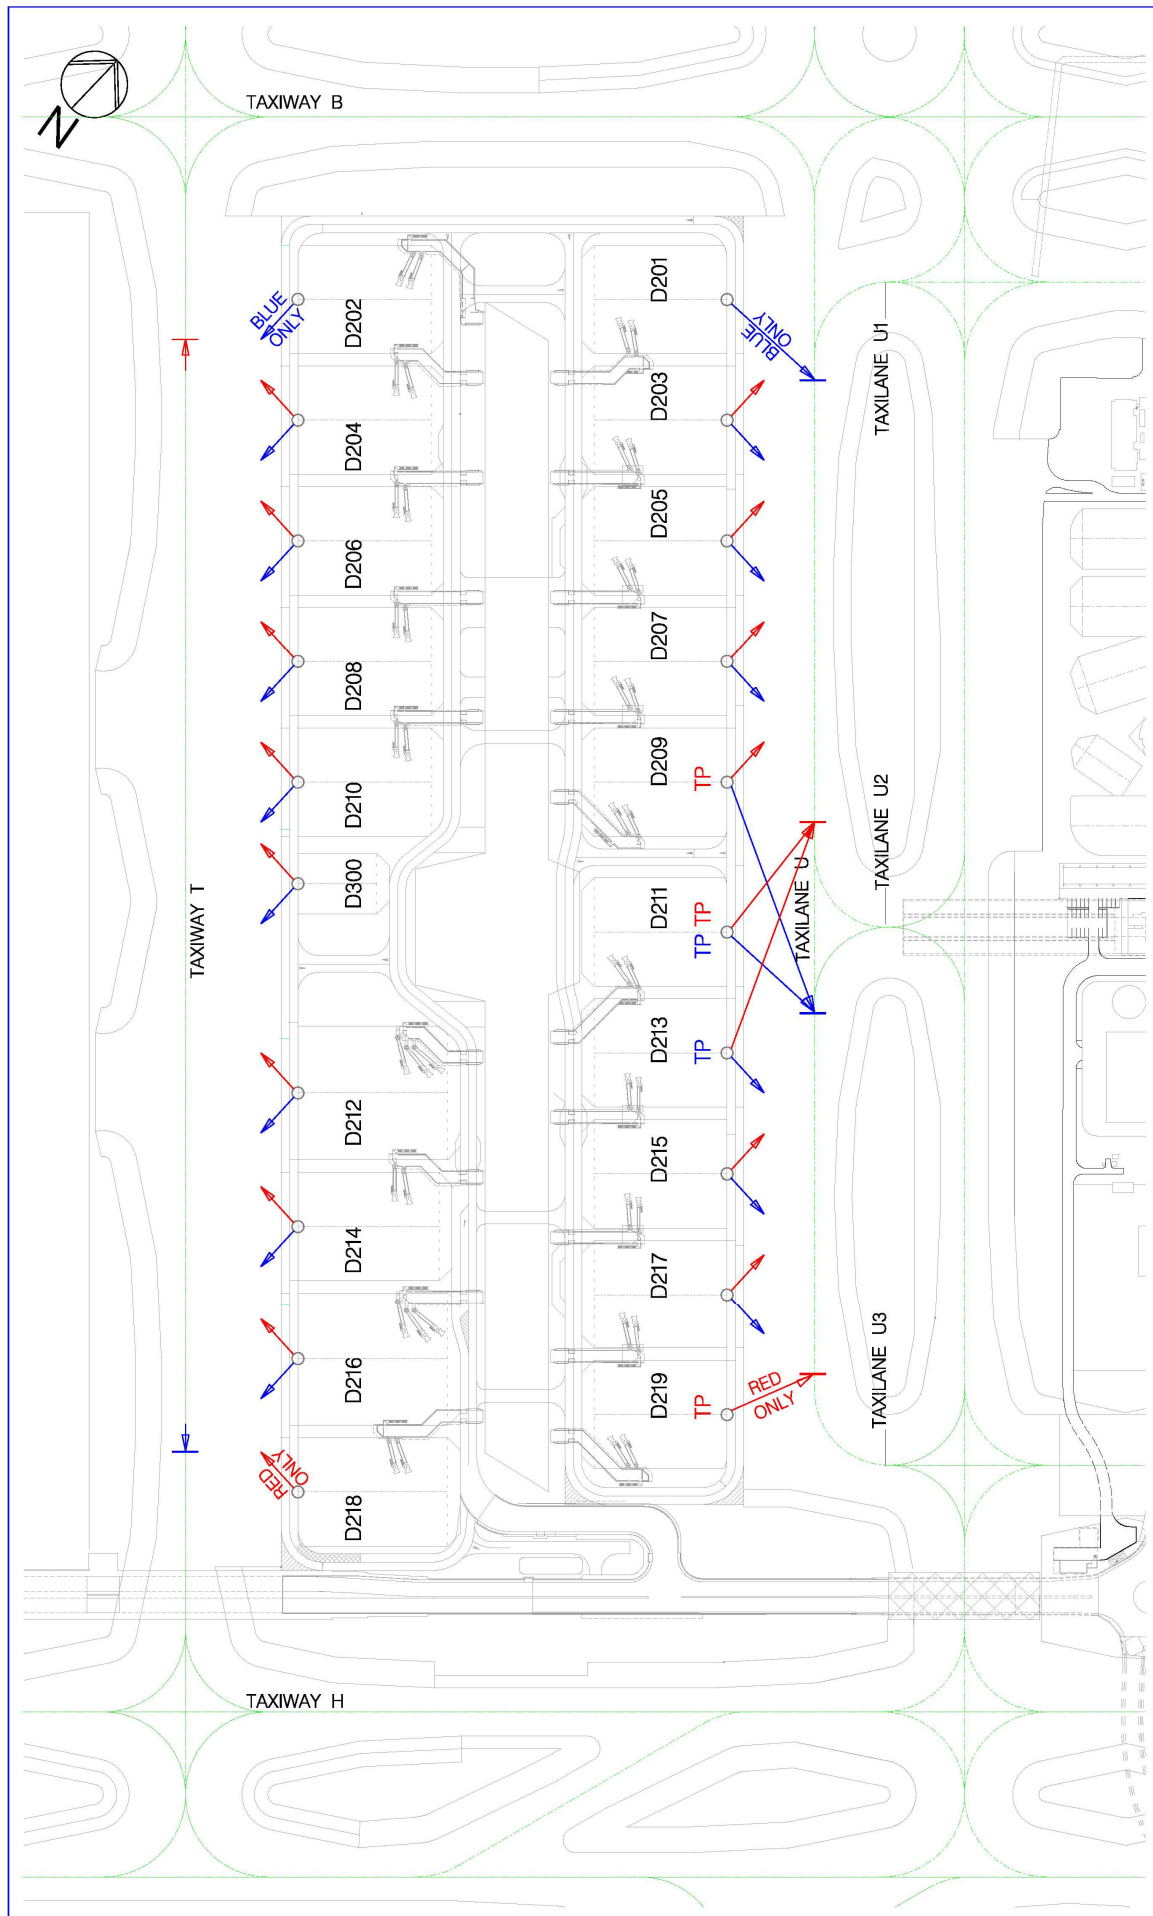 N
TAXIWAY B
BLUE
ONLY
D202
D201
BLUE
ONLY
TAXILANE U1
D204
D203
D206
D205
D208
D207
D210
D209
TP
TAXILANE U2
D300
TAXIWAY T
D211
TP
TP
TAXILANE U
D213
TP
D212
D215
D214
D217
D216
D219
TP
RED
ONLY
TAXILANE U3
RED
ONLY
D218
TAXIWAY H